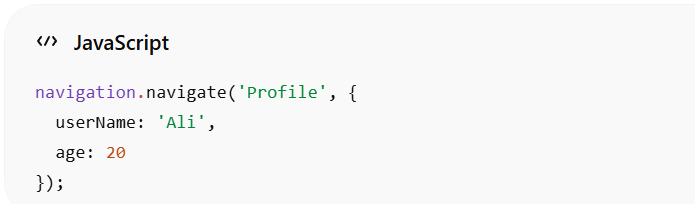 </> JavaScript
navigation.navigate('Profile', {
  userName: 'Ali',
  age: 20
});